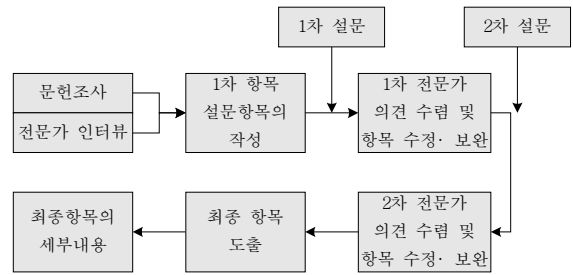 1차 설문
2차 설문
문헌조사
전문가 인터뷰
1차 항목
설문항목의
작성
1차 전문가
의견 수렴 및
항목 수정· 보완
최종항목의
세부내용
최종 항목
도출
2차 전문가
의견 수렴 및
항목 수정· 보완